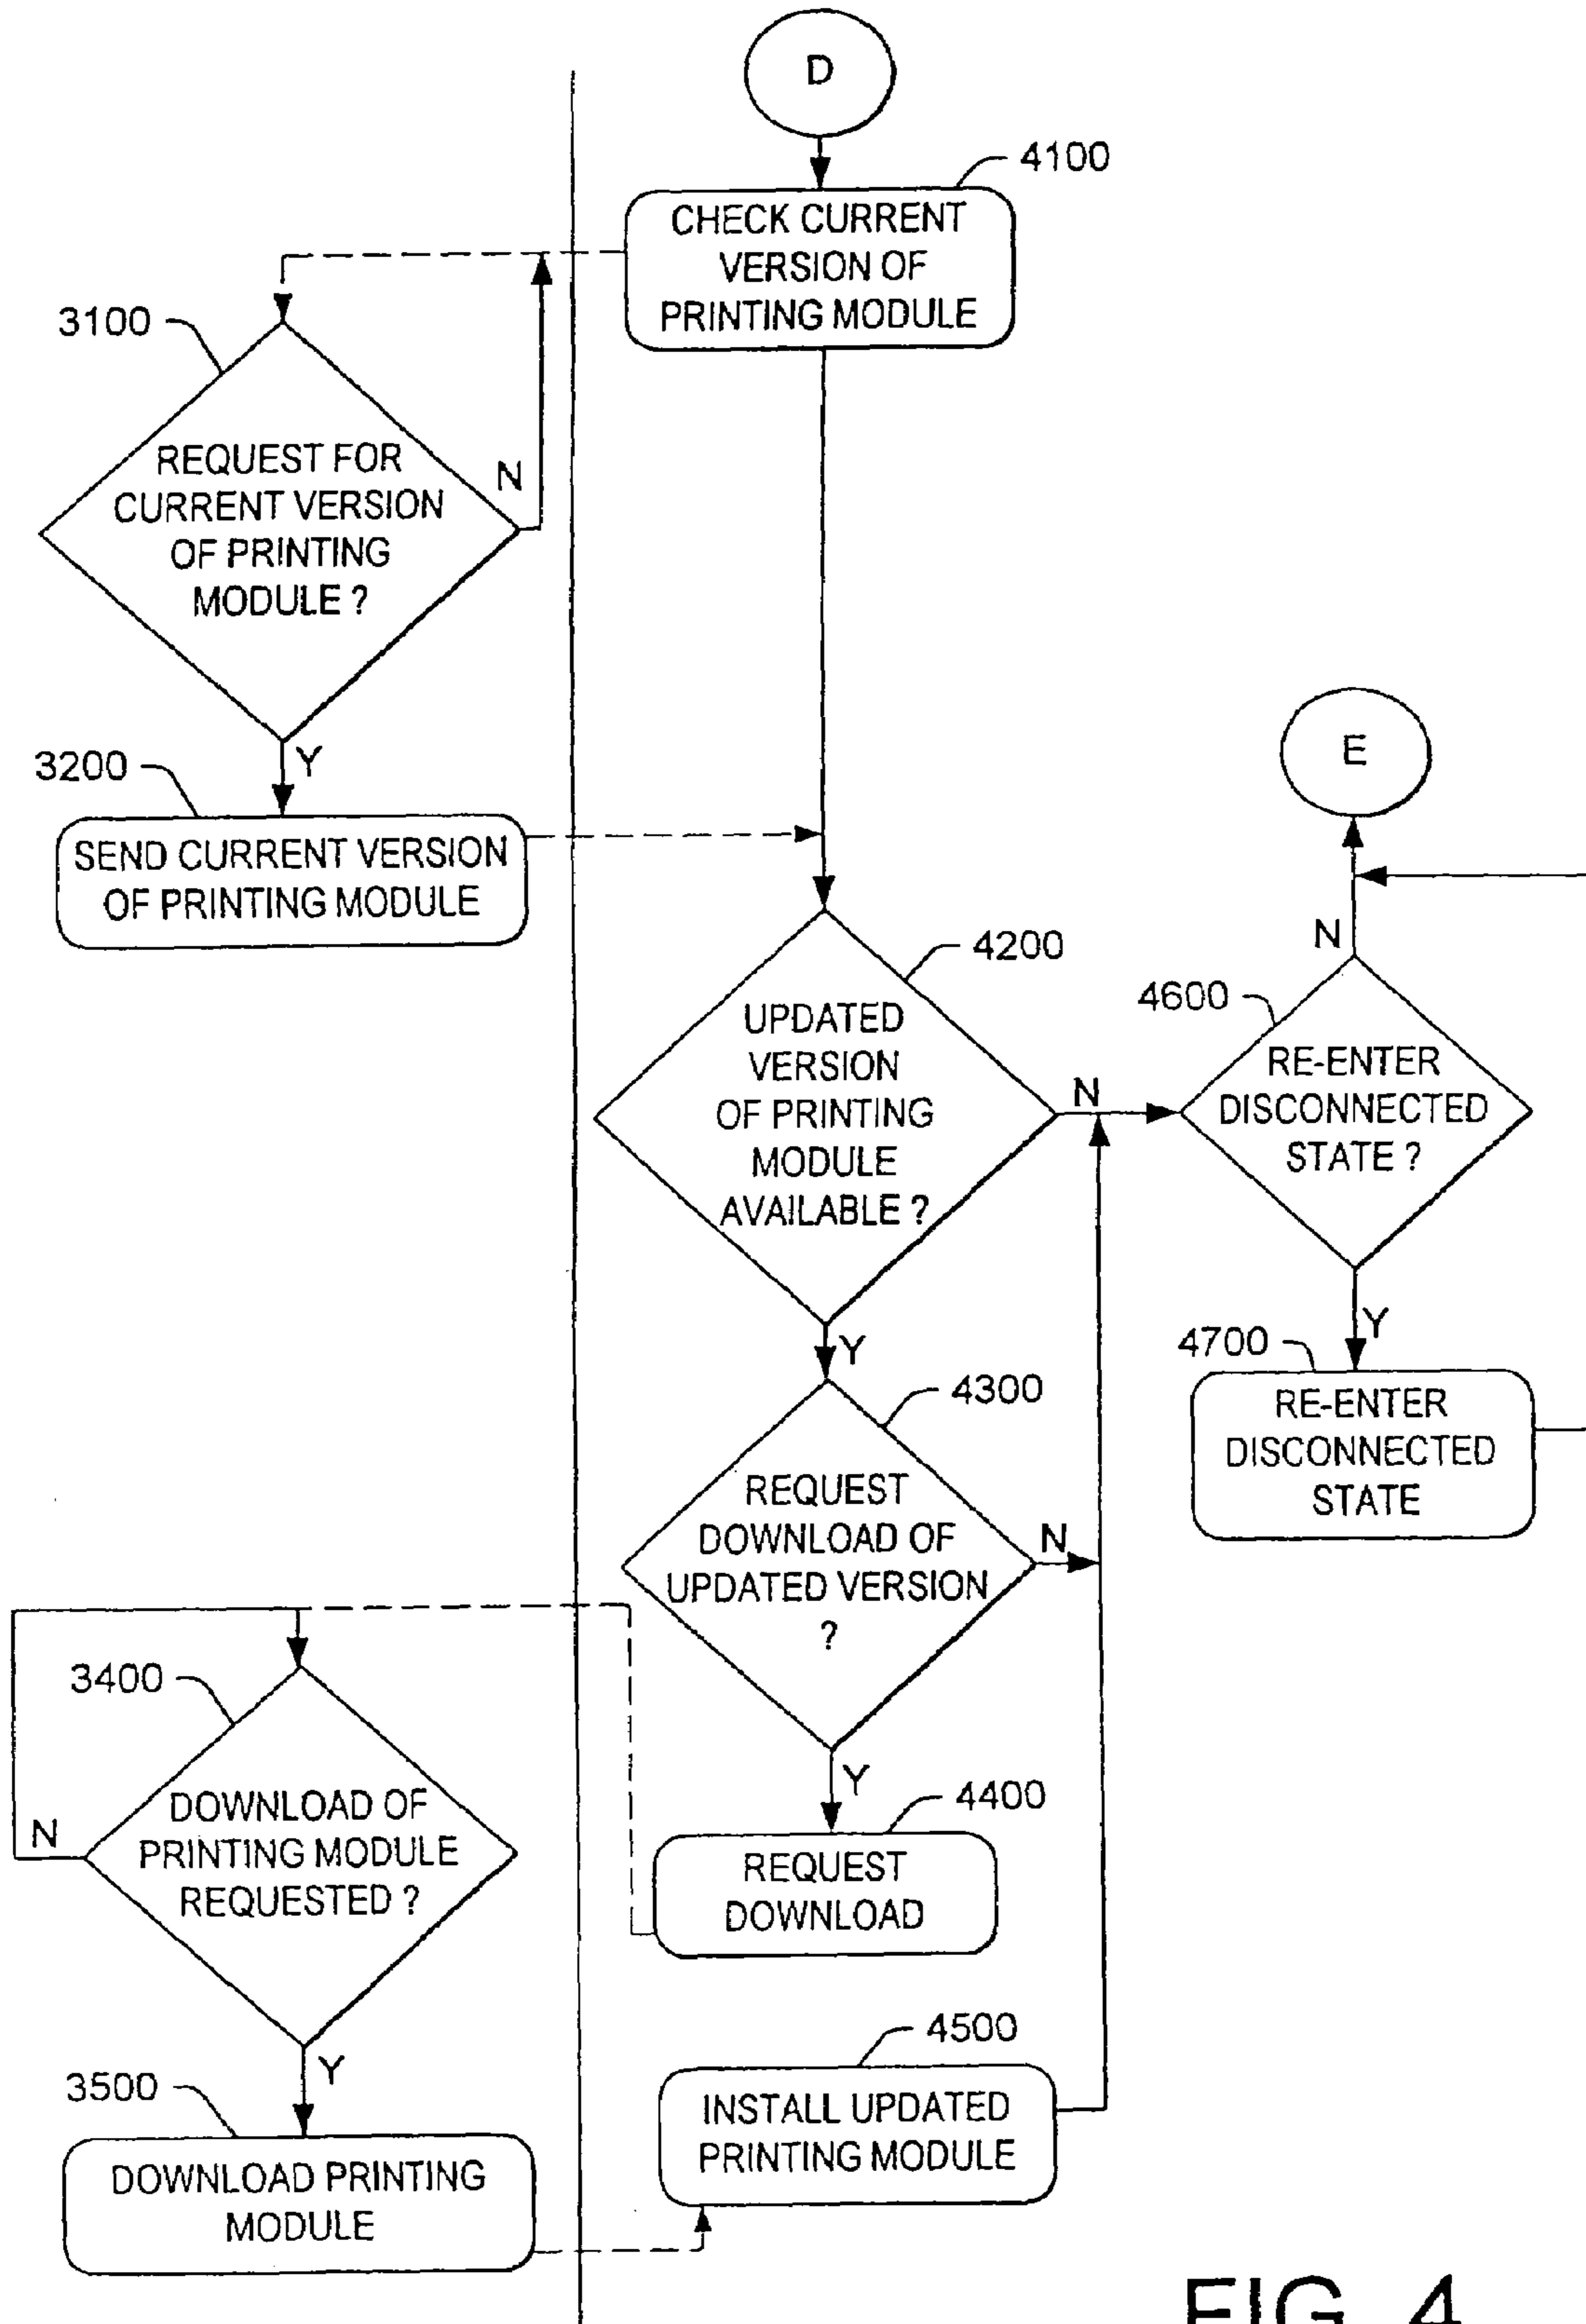 D
4100
CHECK CURRENT
VERSION OF
PRINTING MODULE
3100
REQUEST FOR
CURRENT VERSION
OF PRINTING
MODULE ?
N
Y
3200
SEND CURRENT VERSION
OF PRINTING MODULE
E
N
4200
UPDATED
VERSION
OF PRINTING
MODULE
AVAILABLE ?
N
4600
RE-ENTER
DISCONNECTED
STATE ?
Y
Y
4700
RE-ENTER
DISCONNECTED
STATE
4300
REQUEST
DOWNLOAD OF
UPDATED VERSION
?
N
Y
3400
DOWNLOAD OF
PRINTING MODULE
REQUESTED ?
N
Y
4400
REQUEST
DOWNLOAD
4500
INSTALL UPDATED
PRINTING MODULE
3500
DOWNLOAD PRINTING
MODULE
FIG. 4